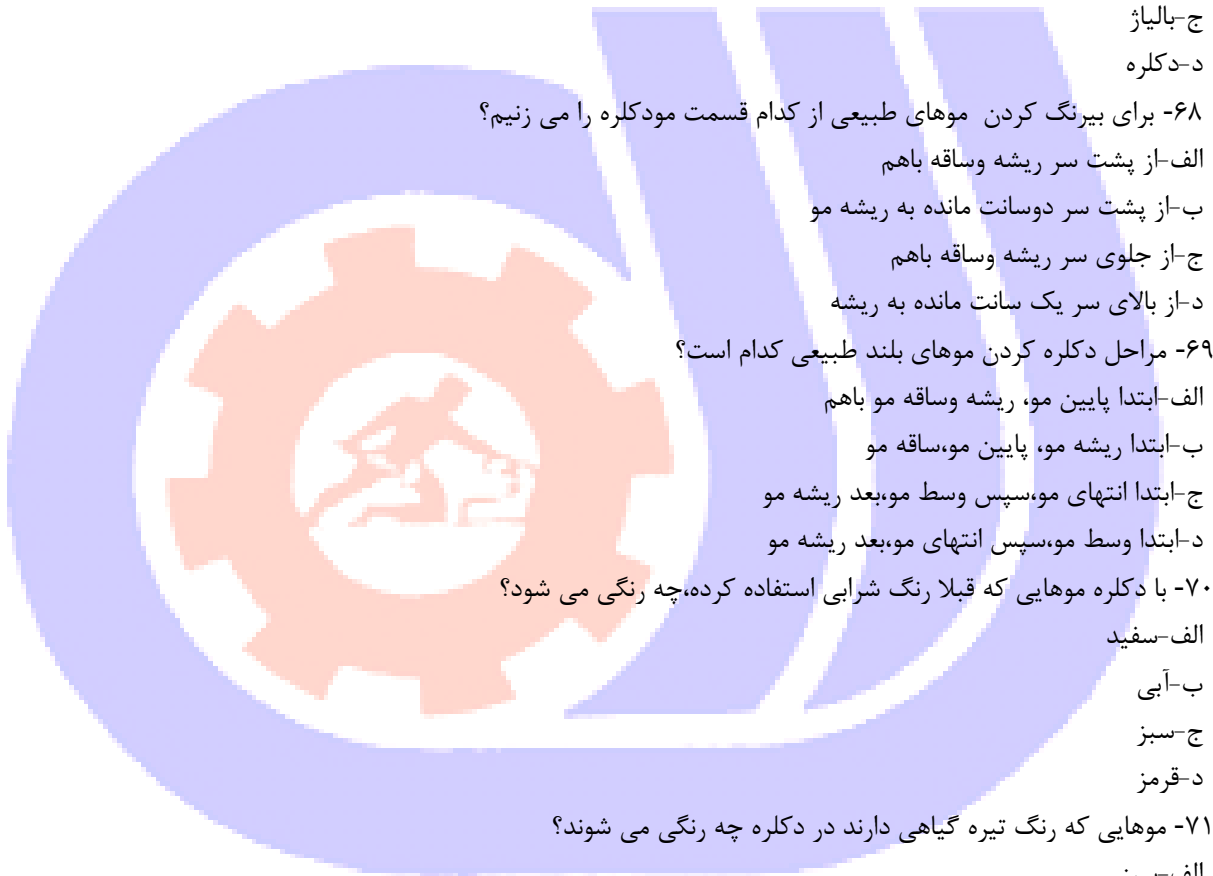 ج-بالیاژ
د-دکلره
۶۸- برای بیرنگ کردن موهای طبیعی از کدام قسمت مودکلره را می زنیم؟
الف-از پشت سر ریشه وساقه باهم
ب-از پشت سر دوسانت مانده به ریشه مو
ج-از جلوی سر ریشه وساقه باهم
د-از بالای سر یک سانت مانده به ریشه
۶۹- مراحل دکلره کردن موهای بلند طبیعی کدام است؟
الف-ابتدا پایین مو، ریشه وساقه مو باهم
ب-ابتدا ریشه مو، پایین مو،ساقه مو
ج-ابتدا انتهای مو،سپس وسط مو،بعد ریشه مو
د-ابتدا وسط مو،سپس انتهای مو،بعد ریشه مو
۷۰- با دکلره موهایی که قبلا رنگ شرابی استفاده کرده،چه رنگی می شود؟
الف-سفید
ب-آبی
ج-سبز
د-قرمز
۷۱- موهایی که رنگ تیره گیاهی دارند در دکلره چه رنگی می شوند؟